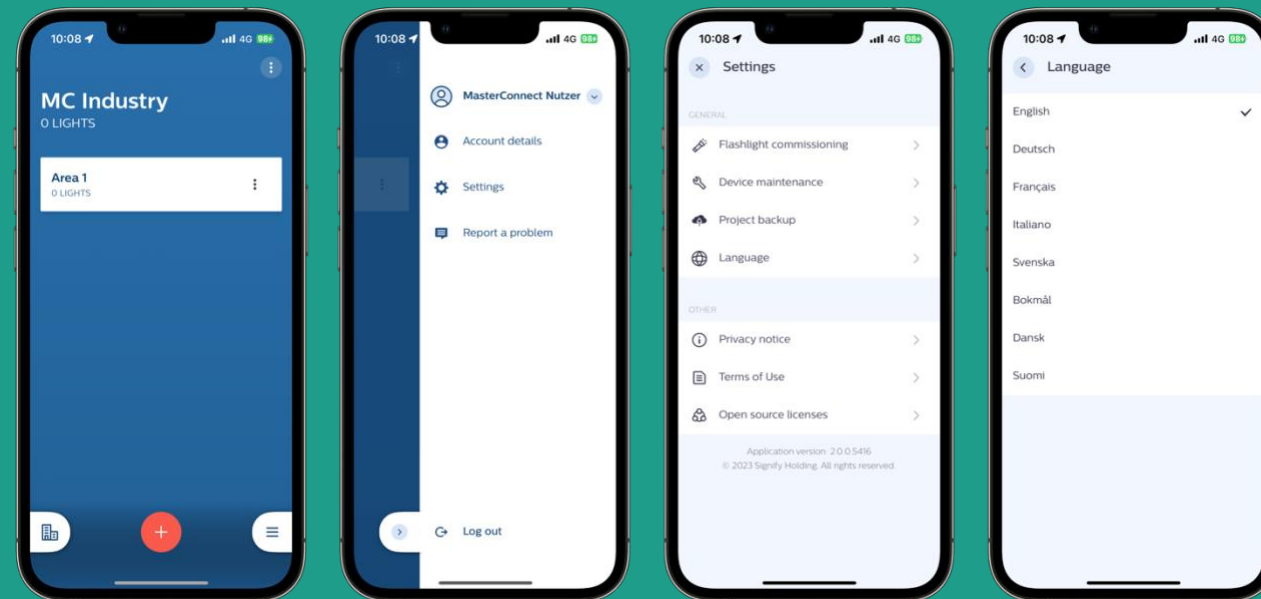 10:08
4G 98
MC Industry
0 LIGHTS
Area 1
0 LIGHTS
10:08
4G 98
MasterConnect Nutzer
Account details
Settings
Report a problem
Log out
10:08
4G 98
Settings
GENERAL
Flashlight commissioning
Device maintenance
Project backup
Language
OTHER
Privacy notice
Terms of Use
Open source licenses
Application version 2.0.0.5416
© 2023 Signify Holding. All rights reserved.
10:08
4G 98
Language
English
Deutsch
Français
Italiano
Svenska
Bokmål
Dansk
Suomi